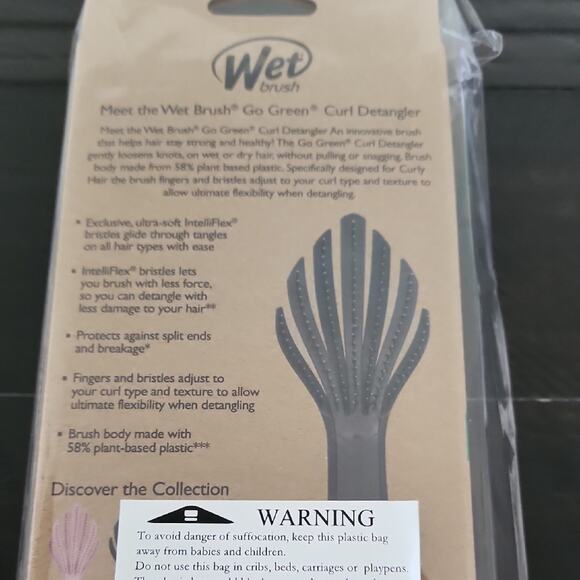 Wet
brush
Meet the Wet Brush® Go Green® Curl Detangler
Meet the Wet Brush® Go Green® Curl Detangler An innovative brush
that helps hair stay strong and healthy! The Go Green® Curl Detangler
gently loosens knots, on wet or dry hair, without pulling or snagging. Brush
body made from 58% plant based plastic. Specifically designed for Curly
Hair the brush fingers and bristles adjust to your curl type and texture to
allow ultimate flexibility when detangling.
• Exclusive, ultra-soft IntelliFlex®
bristles glide through tangles
on all hair types with ease
• IntelliFlex® bristles lets
you brush with less force,
so you can detangle with
less damage to your hair**
• Protects against split ends
and breakage*
• Fingers and bristles adjust to
your curl type and texture to allow
ultimate flexibility when detangling
• Brush body made with
58% plant-based plastic***
Discover the Collection
WARNING
To avoid danger of suffocation, keep this plastic bag
away from babies and children.
Do not use this bag in cribs, beds, carriages or playpens.